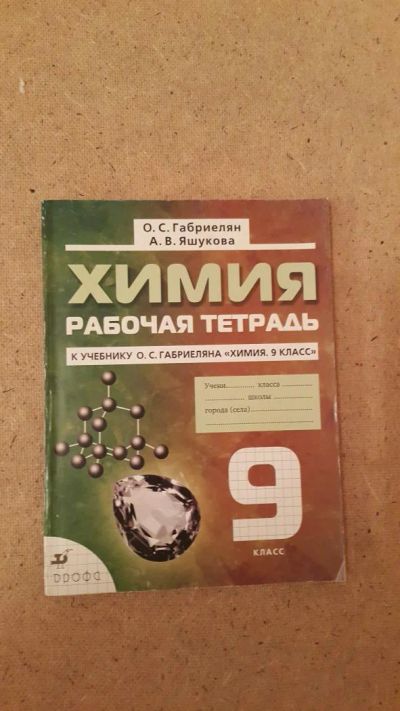 О. С. Габриелян
А. В. Яшукова
ХИМИЯ
РАБОЧАЯ ТЕТРАДЬ
К УЧЕБНИКУ О. С. ГАБРИЕЛЯНА «ХИМИЯ. 9 КЛАСС»
Учени............ класса ............
............ школы ............
города (села)........................
9
КЛАСС
ДРОФА